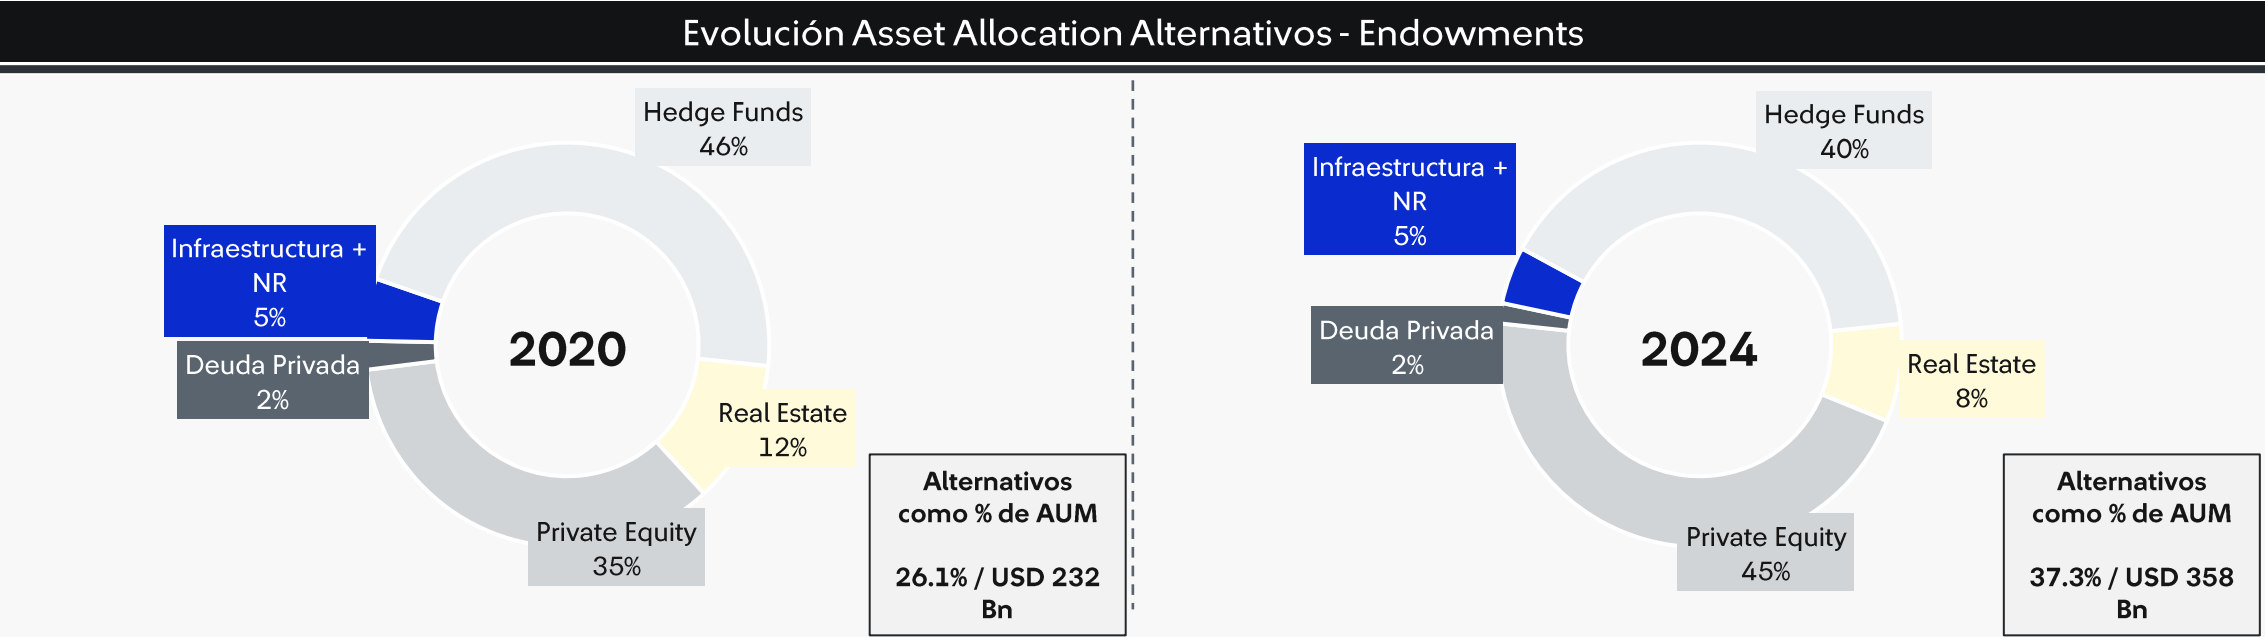 Evolución Asset Allocation Alternativos - Endowments
Hedge Funds
46%
Infraestructura +
NR
5%
Deuda Privada
2%
2020
Real Estate
12%
Private Equity
35%
Alternativos
como % de AUM
26.1% / USD 232
Bn
Hedge Funds
40%
Infraestructura +
NR
5%
Deuda Privada
2%
2024
Real Estate
8%
Private Equity
45%
Alternativos
como % de AUM
37.3% / USD 358
Bn